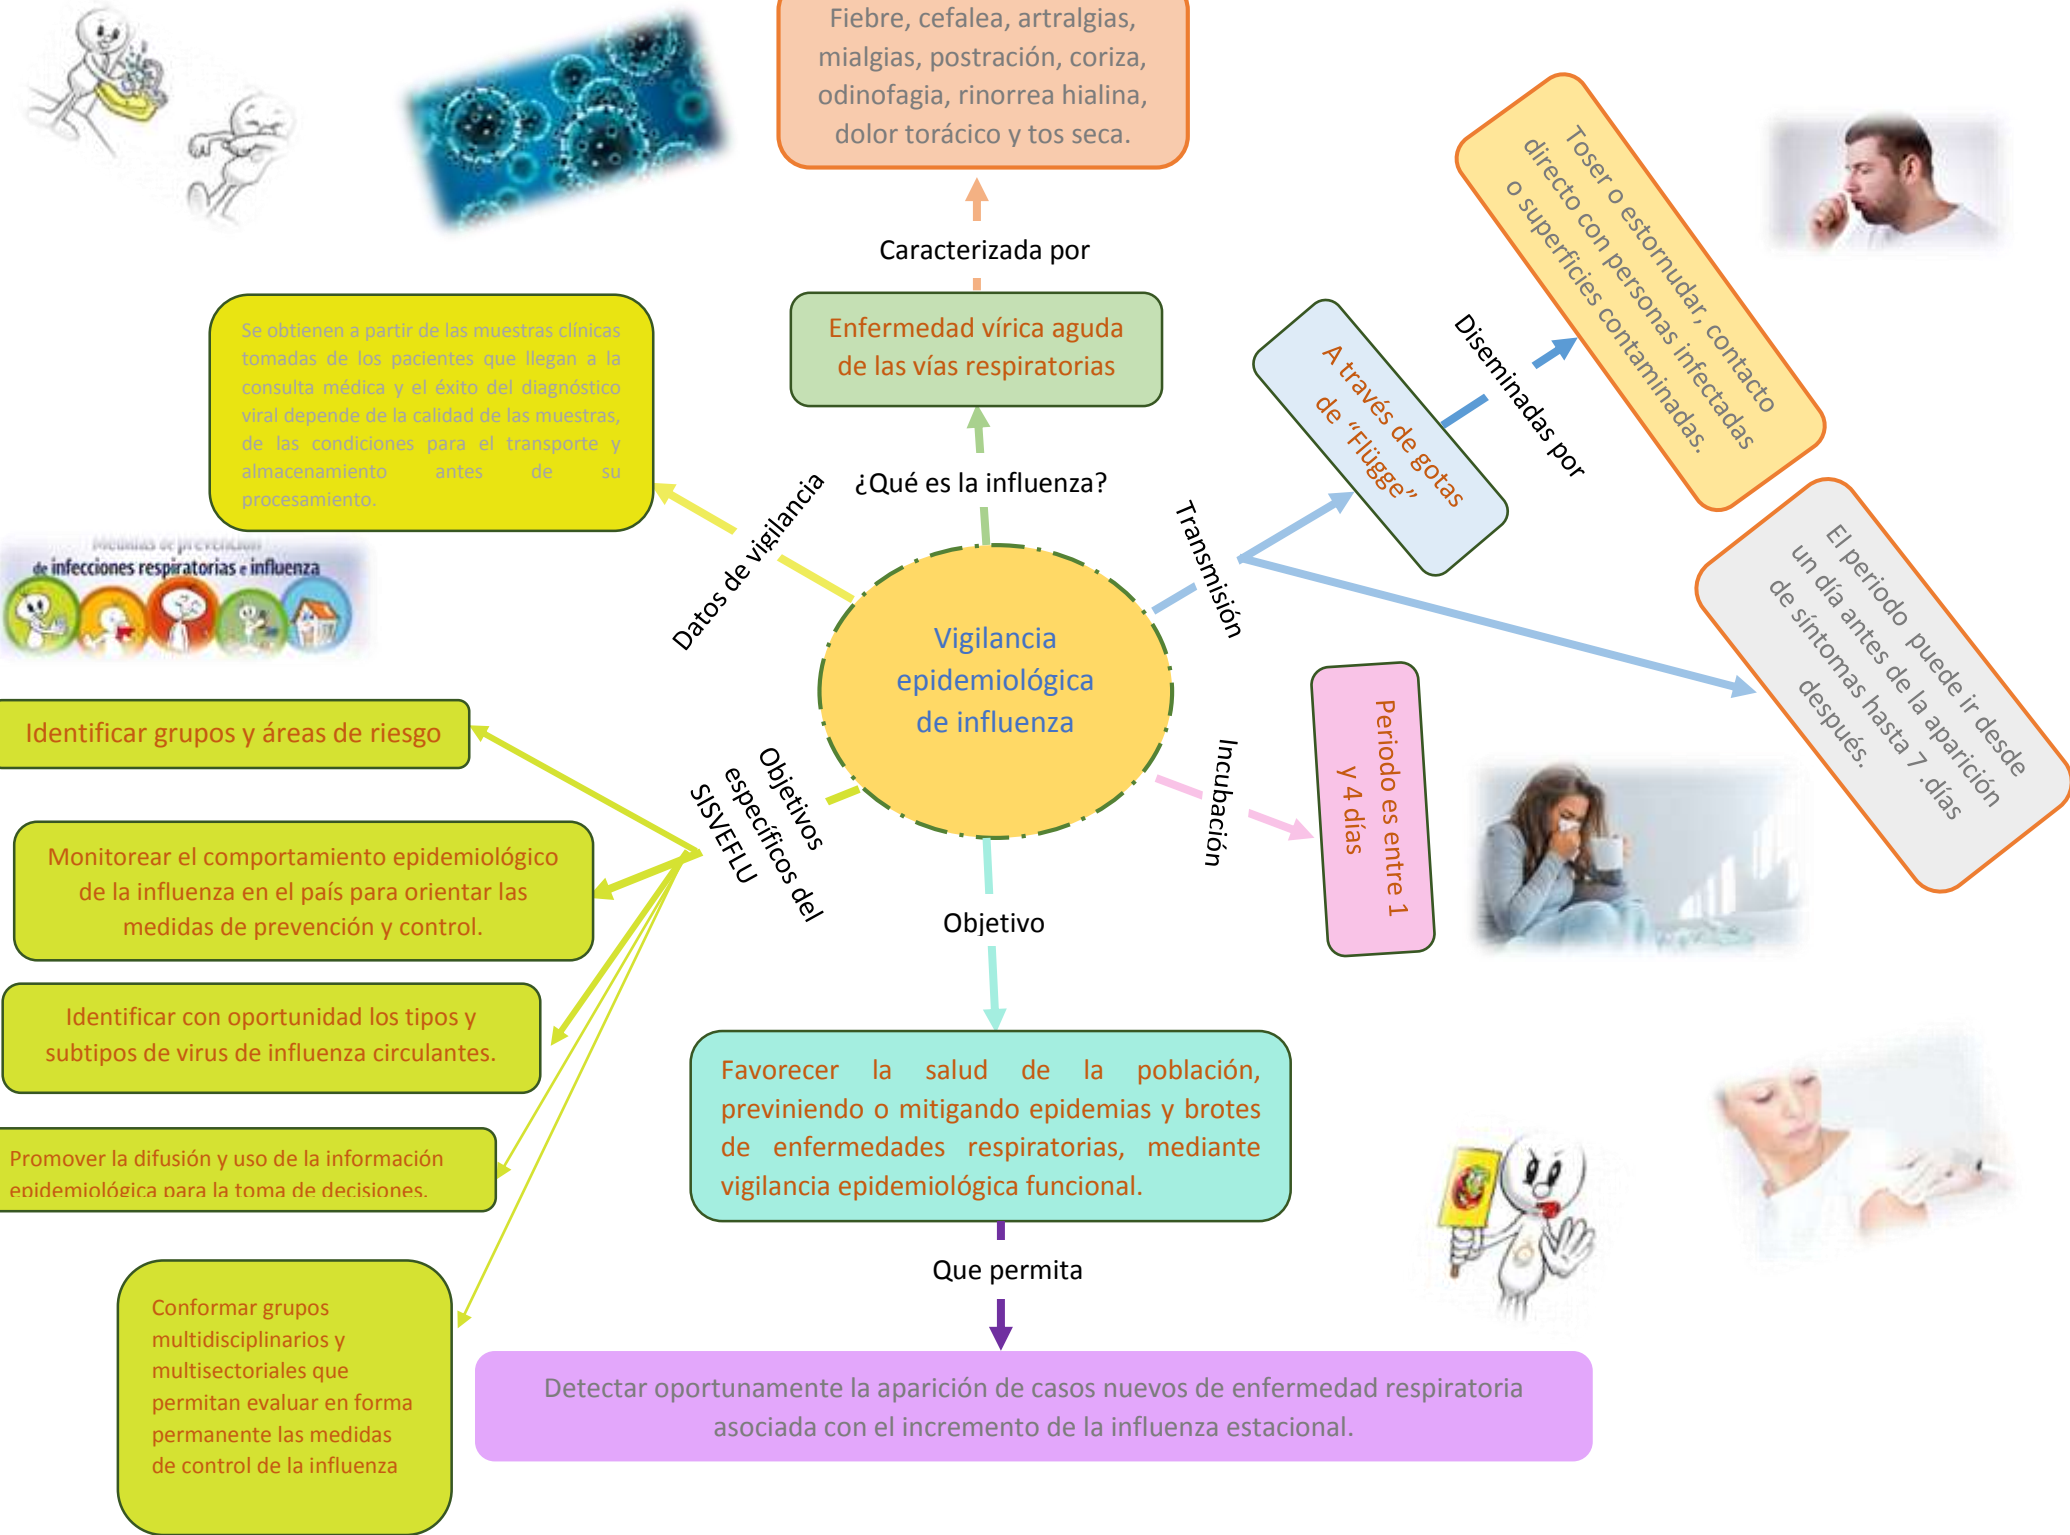 Fiebre, cefalea, artralgias,
mialgias, postración, coriza,
odinofagia, rinorrea hialina,
dolor torácico y tos seca.
Caracterizada por
Enfermedad vírica aguda
de las vías respiratorias
¿Qué es la influenza?
Se obtienen a partir de las muestras clínicas
tomadas de los pacientes que llegan a la
consulta médica y el éxito del diagnóstico
viral depende de la calidad de las muestras,
de las condiciones para el transporte y
almacenamiento antes de su
procesamiento.
Datos de vigilancia
Medidas de prevención
de infecciones respiratorias e influenza
Vigilancia
epidemiológica
de influenza
Transmisión
A través de gotas
de "Flügge"
Diseminadas por
Toser o estornudar, contacto
directo con personas infectadas
o superficies contaminadas.
El periodo puede ir desde
un día antes de la aparición
de síntomas hasta 7 .días
después.
Incubación
Periodo es entre 1
y 4 días
Objetivos
específicos del
SISVEFLU
Identificar grupos y áreas de riesgo
Monitorear el comportamiento epidemiológico
de la influenza en el país para orientar las
medidas de prevención y control.
Identificar con oportunidad los tipos y
subtipos de virus de influenza circulantes.
Promover la difusión y uso de la información
epidemiológica para la toma de decisiones.
Conformar grupos
multidisciplinarios y
multisectoriales que
permitan evaluar en forma
permanente las medidas
de control de la influenza
Objetivo
Favorecer la salud de la población,
previniendo o mitigando epidemias y brotes
de enfermedades respiratorias, mediante
vigilancia epidemiológica funcional.
Que permita
Detectar oportunamente la aparición de casos nuevos de enfermedad respiratoria
asociada con el incremento de la influenza estacional.